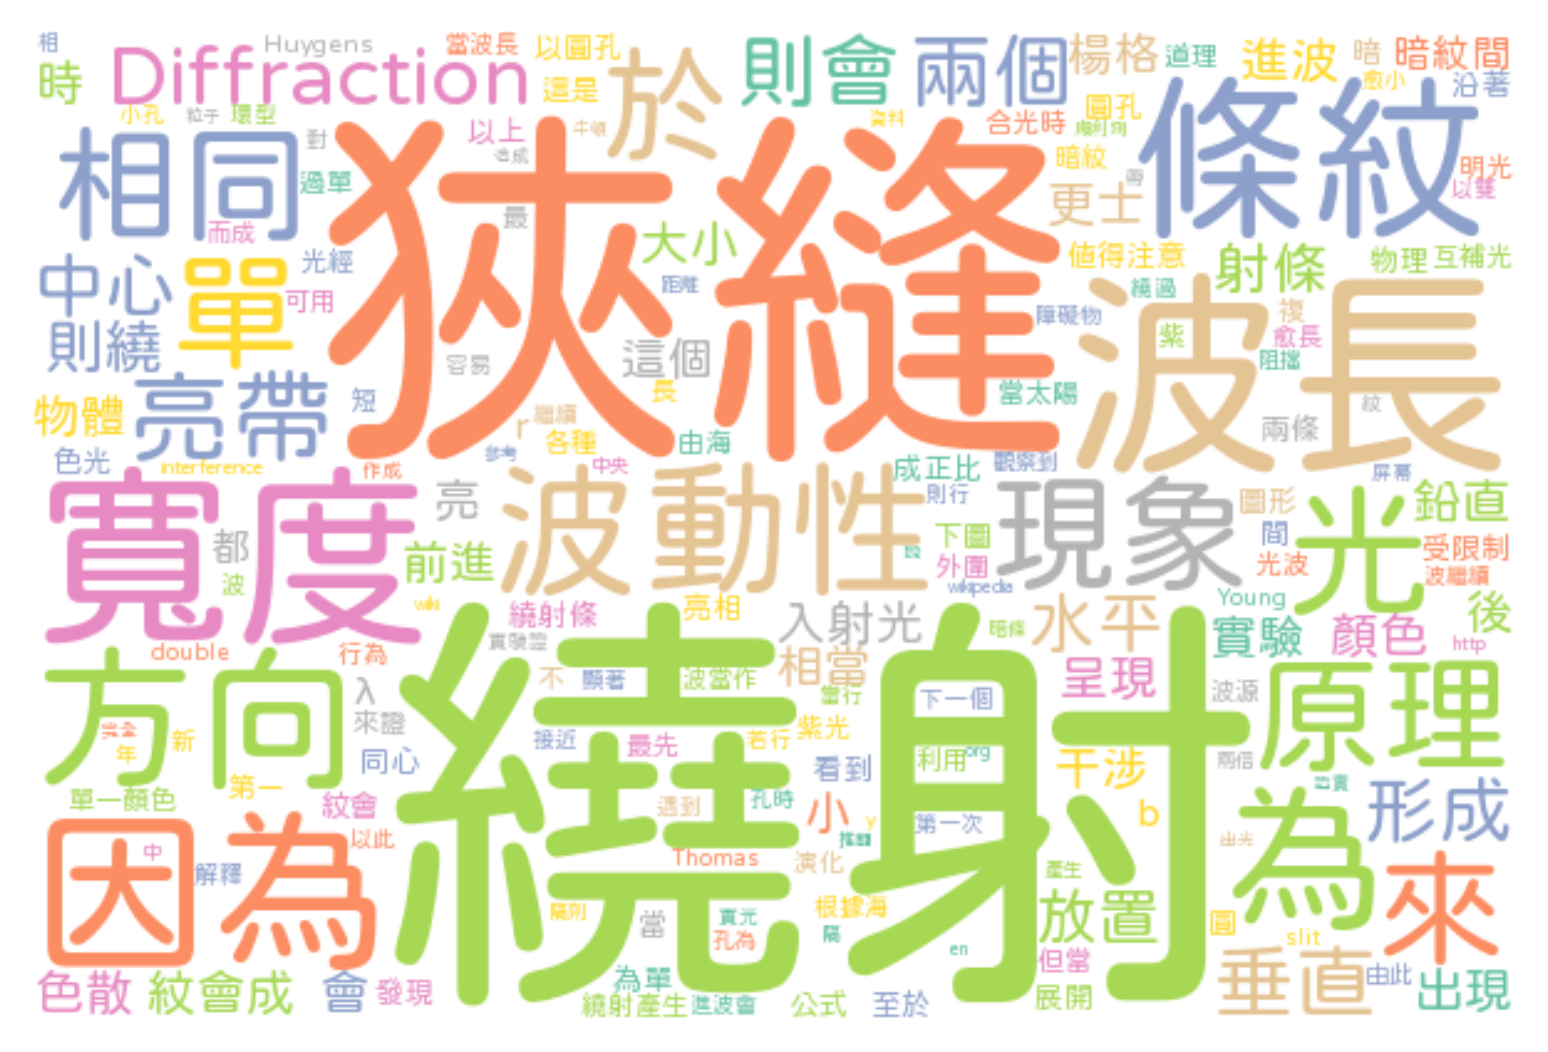 相
Huygens
當波長
以圓孔
Diffraction
時
這是
於
則會
兩個
楊格
道理
進波
暗
暗紋間
愈小
沿著
小孔
粒子
環型
對
以上
牛頓
造成
資料
合光時
圓孔
暗紋
條紋
明光
以雙
相同
過單
狹縫
更士
而成
最
大小
值得注意
射條
物理
互補光
中心
單
光經
可用
距離
障礙物
繞過
波長
複
紫
愈長
阻擋
則繞
容易
這個
物體
亮帶
短
長
當太陽
紋
r
繼續
各種
由海
兩條
色光
interference
作成
參考
中央
成正比
觀察到
屏幕
寬度
亮
波動性
則行
現象
圖形
光
鉛直
都
前進
下圖
外圍
間
光波
受限制
波繼續
波
wiki
wikipedia
繞射條
亮相
入射光
暗條
水平
Young
後
實驗
顏色
http
double
行為
實驗證
不
顯著
波當作
相當
當行
呈現
波源
方向
入
來證
繞射
下一個
原理
完全
年
新
接近
最先
若行
紫光
同心
看到
利用
org
干涉
兩倍
單一顏色
第一
紋會
遇到
孔時
小
y
第一次
b
為
形成
因為
中
以此
解釋
Thomas
演化
推翻
出光
產生
來
隔則
當
實光
孔為
根據海
隔
放置
圓
slit
en
但當
垂直
由此
色散
紋會成
會
發現
為單
繞射產生
進波會
公式
至於
展開
出現